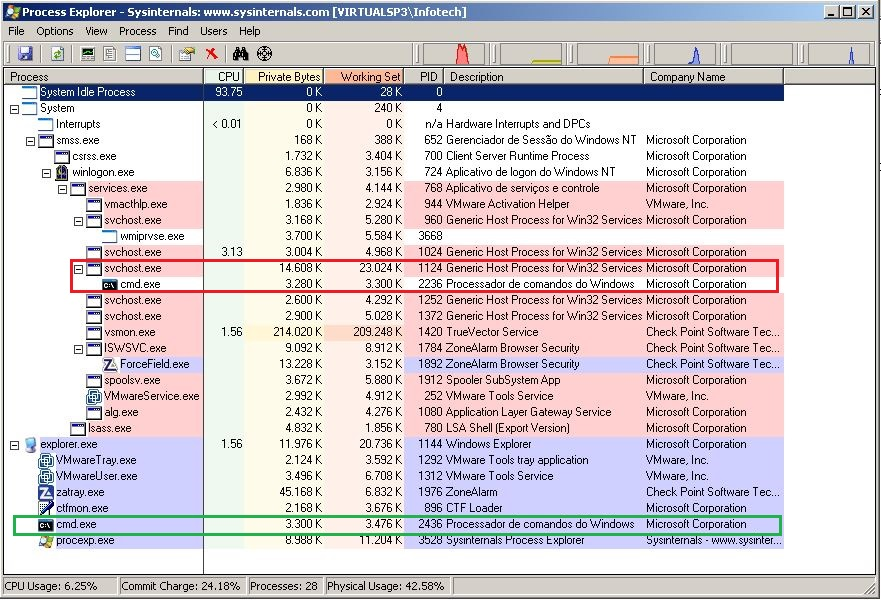 Process Explorer - Sysinternals: www.sysinternals.com [VIRTUALSP3\Infotech]
File Options View Process Find Users Help
Process CPU Private Bytes Working Set PID Description Company Name
System Idle Process 93.75 0 K 28 K 0
System 0 K 240 K 4
Interrupts < 0.01 0 K 0 K n/a Hardware Interrupts and DPCs
smss.exe 168 K 388 K 652 Gerenciador de Sessão do Windows NT Microsoft Corporation
csrss.exe 1.732 K 3.404 K 700 Client Server Runtime Process Microsoft Corporation
winlogon.exe 6.836 K 3.156 K 724 Aplicativo de logon do Windows NT Microsoft Corporation
services.exe 2.980 K 4.144 K 768 Aplicativo de serviços e controle Microsoft Corporation
vmacthlp.exe 1.836 K 2.924 K 944 VMware Activation Helper VMware, Inc.
svchost.exe 3.168 K 5.280 K 960 Generic Host Process for Win32 Services Microsoft Corporation
wmiprvse.exe 3.700 K 5.584 K 3668
svchost.exe 3.13 3.004 K 4.968 K 1024 Generic Host Process for Win32 Services Microsoft Corporation
svchost.exe 14.608 K 23.024 K 1124 Generic Host Process for Win32 Services Microsoft Corporation
cmd.exe 3.280 K 3.300 K 2236 Processador de comandos do Windows Microsoft Corporation
svchost.exe 2.600 K 4.292 K 1252 Generic Host Process for Win32 Services Microsoft Corporation
svchost.exe 2.900 K 5.028 K 1372 Generic Host Process for Win32 Services Microsoft Corporation
vsmon.exe 1.56 214.020 K 209.248 K 1420 TrueVector Service Check Point Software Tec...
ISWSVC.exe 9.092 K 8.912 K 1784 ZoneAlarm Browser Security Check Point Software Tec...
ForceField.exe 13.228 K 3.152 K 1892 ZoneAlarm Browser Security Check Point Software Tec...
spoolsv.exe 3.672 K 5.880 K 1912 Spooler SubSystem App Microsoft Corporation
VMwareService.exe 2.992 K 4.912 K 252 VMware Tools Service VMware, Inc.
alg.exe 2.432 K 4.276 K 1080 Application Layer Gateway Service Microsoft Corporation
lsass.exe 4.832 K 1.856 K 780 LSA Shell (Export Version) Microsoft Corporation
explorer.exe 1.56 11.976 K 20.736 K 1144 Windows Explorer Microsoft Corporation
VMwareTray.exe 2.124 K 3.592 K 1292 VMware Tools tray application VMware, Inc.
VMwareUser.exe 3.496 K 6.708 K 1312 VMware Tools Service VMware, Inc.
zatray.exe 45.168 K 6.832 K 1976 ZoneAlarm Check Point Software Tec...
ctfmon.exe 2.168 K 3.676 K 896 CTF Loader Microsoft Corporation
cmd.exe 3.300 K 3.476 K 2436 Processador de comandos do Windows Microsoft Corporation
procexp.exe 8.988 K 11.204 K 3528 Sysinternals Process Explorer Sysinternals - www.sysinter...
CPU Usage: 6.25% Commit Charge: 24.18% Processes: 28 Physical Usage: 42.58%